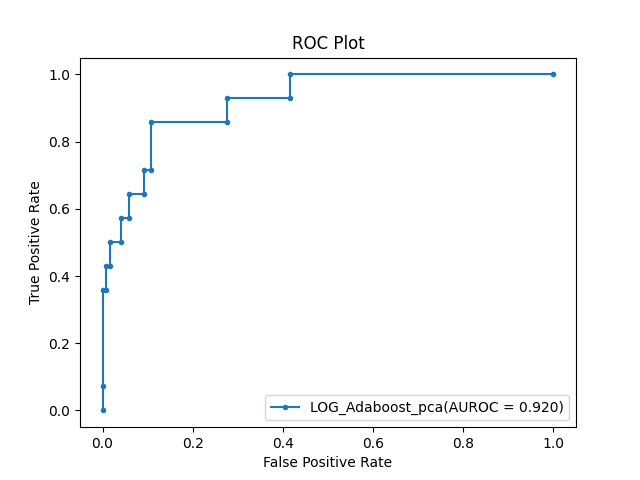 ROC Plot
1.0
0.8
0.6
0.4
0.2
0.0
True Positive Rate
LOG_Adaboost_pca(AUROC = 0.920)
0.0 0.2 0.4 0.6 0.8 1.0
False Positive Rate